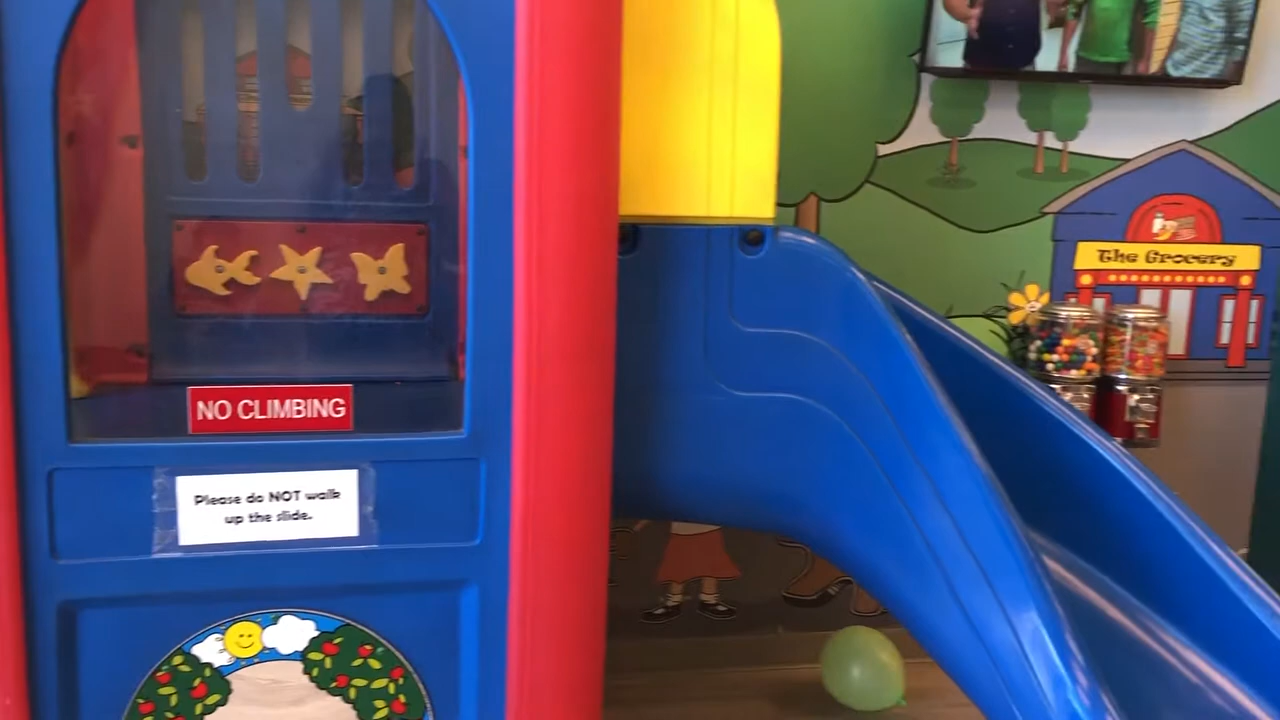 The Grocery
NO CLIMBING
Please do NOT walk
up the slide.